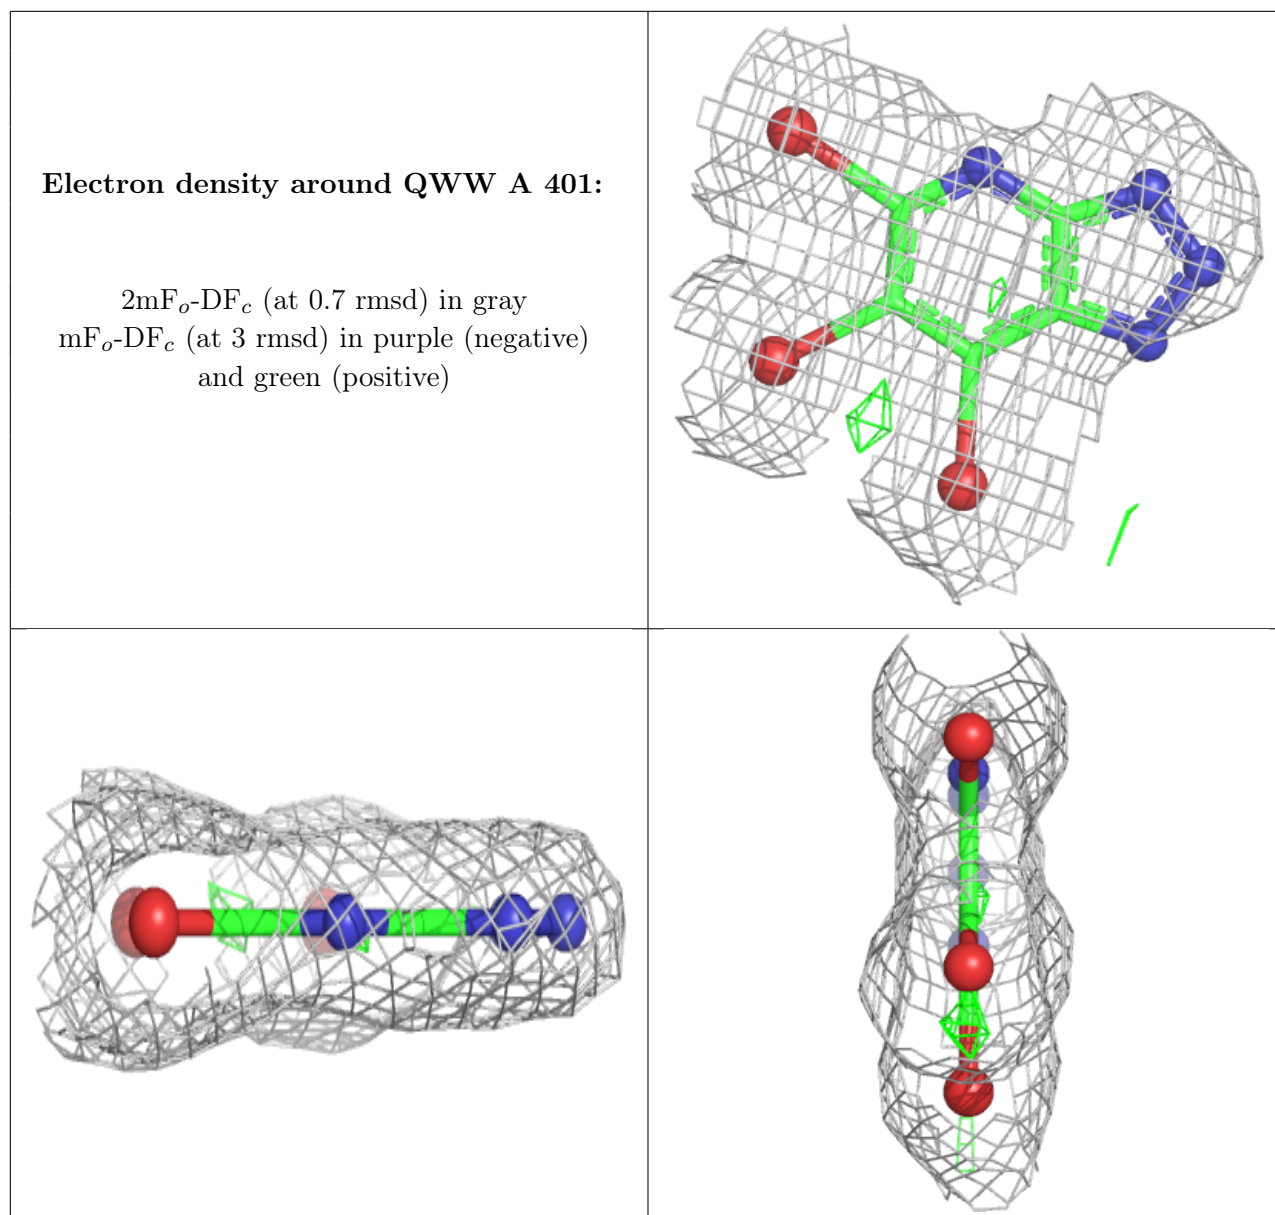 Electron density around QWW A 401:
2mFo-DFc (at 0.7 rmsd) in gray
mFo-DFc (at 3 rmsd) in purple (negative)
and green (positive)